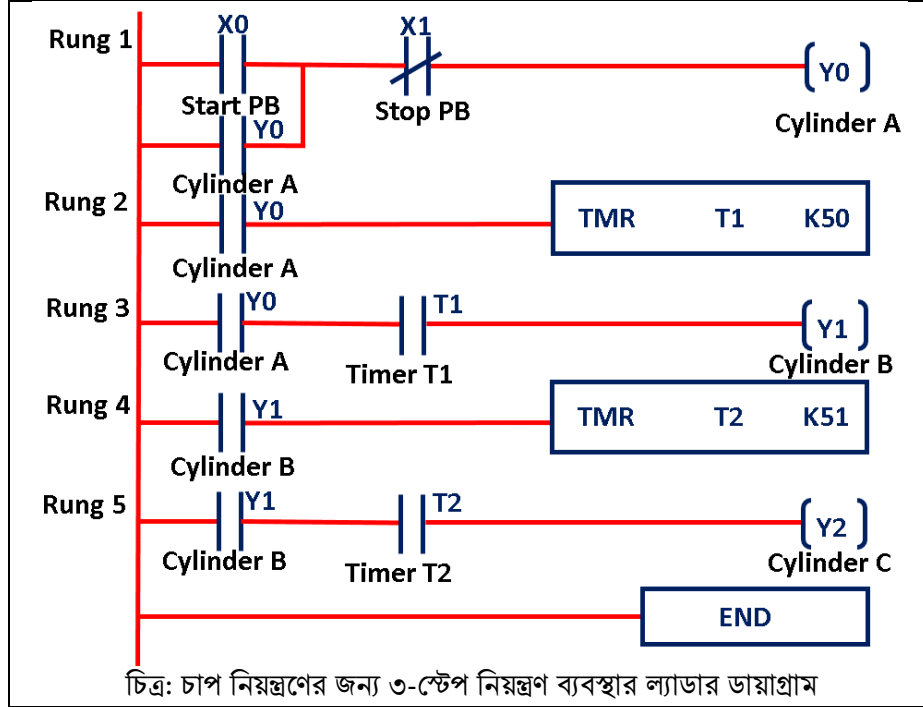 Rung 1
X0
X1
Y0
Start PB
Stop PB
Cylinder A
Y0
Cylinder A
Rung 2
Y0
TMR T1 K50
Cylinder A
Rung 3
Y0
T1
Y1
Cylinder A
Timer T1
Cylinder B
Rung 4
Y1
TMR T2 K51
Cylinder B
Rung 5
Y1
T2
Y2
Cylinder B
Timer T2
Cylinder C
END
চিত্র: চাপ নিয়ন্ত্রণের জন্য ৩-স্টেপ নিয়ন্ত্রণ ব্যবস্থার ল্যাডার ডায়াগ্রাম